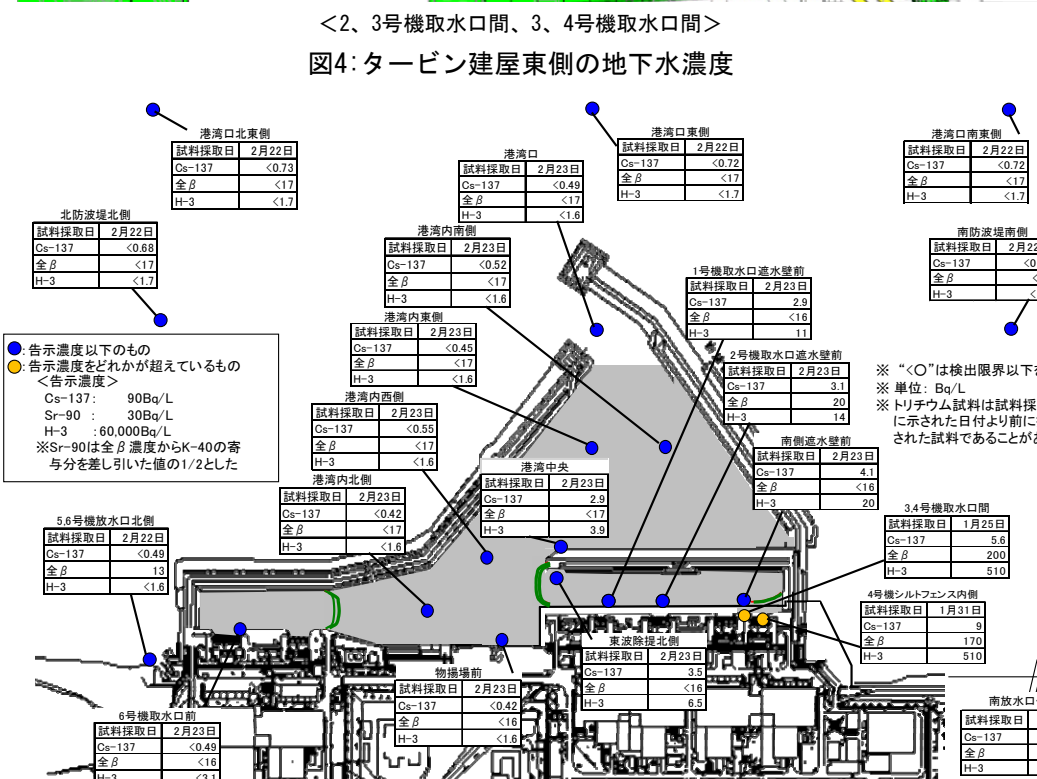 ＜2、3号機取水口間、3、4号機取水口間＞
図4:タービン建屋東側の地下水濃度
港湾口北東側
試料採取日 2月22日
Cs-137 <0.73
全β <17
H-3 <1.7
港湾口東側
試料採取日 2月22日
Cs-137 <0.72
全β <17
H-3 <1.7
港湾口南東側
試料採取日 2月22日
Cs-137 <0.72
全β <17
H-3 <1.7
港湾口
試料採取日 2月23日
Cs-137 <0.49
全β <17
H-3 <1.6
北防波堤北側
試料採取日 2月22日
Cs-137 <0.68
全β <17
H-3 <1.7
港湾内南側
試料採取日 2月23日
Cs-137 <0.52
全β <17
H-3 <1.6
南防波堤南側
試料採取日 2月22
Cs-137 <0
全β <
H-3 <
1号機取水口遮水壁前
試料採取日 2月23日
Cs-137 2.9
全β <16
H-3 11
港湾内東側
試料採取日 2月23日
Cs-137 <0.45
全β <17
H-3 <1.6
:告示濃度以下のもの
:告示濃度をどれかが超えているもの
＜告示濃度＞
Cs-137: 90Bq/L
Sr-90 : 30Bq/L
H-3 :60,000Bq/L
※Sr-90は全β濃度からK-40の寄
与分を差し引いた値の1/2とした
2号機取水口遮水壁前
試料採取日 2月23日
Cs-137 3.1
全β 20
H-3 14
※ “<○”は検出限界以下を
※ 単位: Bq/L
※ トリチウム試料は試料採
に示された日付より前に
された試料であることがあ
港湾内西側
試料採取日 2月23日
Cs-137 <0.55
全β <17
H-3 <1.6
南側遮水壁前
試料採取日 2月23日
Cs-137 4.1
全β <16
H-3 20
港湾中央
試料採取日 2月23日
Cs-137 2.9
全β <17
H-3 3.9
港湾内北側
試料採取日 2月23日
Cs-137 <0.42
全β <17
H-3 <1.6
3,4号機取水口間
試料採取日 1月25日
Cs-137 5.6
全β 200
H-3 510
5,6号機放水口北側
試料採取日 2月22日
Cs-137 <0.49
全β 13
H-3 <1.6
4号機シルトフェンス内側
試料採取日 1月31日
Cs-137 9
全β 170
H-3 510
東波除堤北側
試料採取日 2月23日
Cs-137 3.5
全β <16
H-3 6.5
物揚場前
試料採取日 2月23日
Cs-137 <0.42
全β <16
H-3 <1.6
南放水口
試料採取日
Cs-137
全β
H-3
6号機取水口前
試料採取日 2月23日
Cs-137 <0.49
全β <16
H-3 <3.1